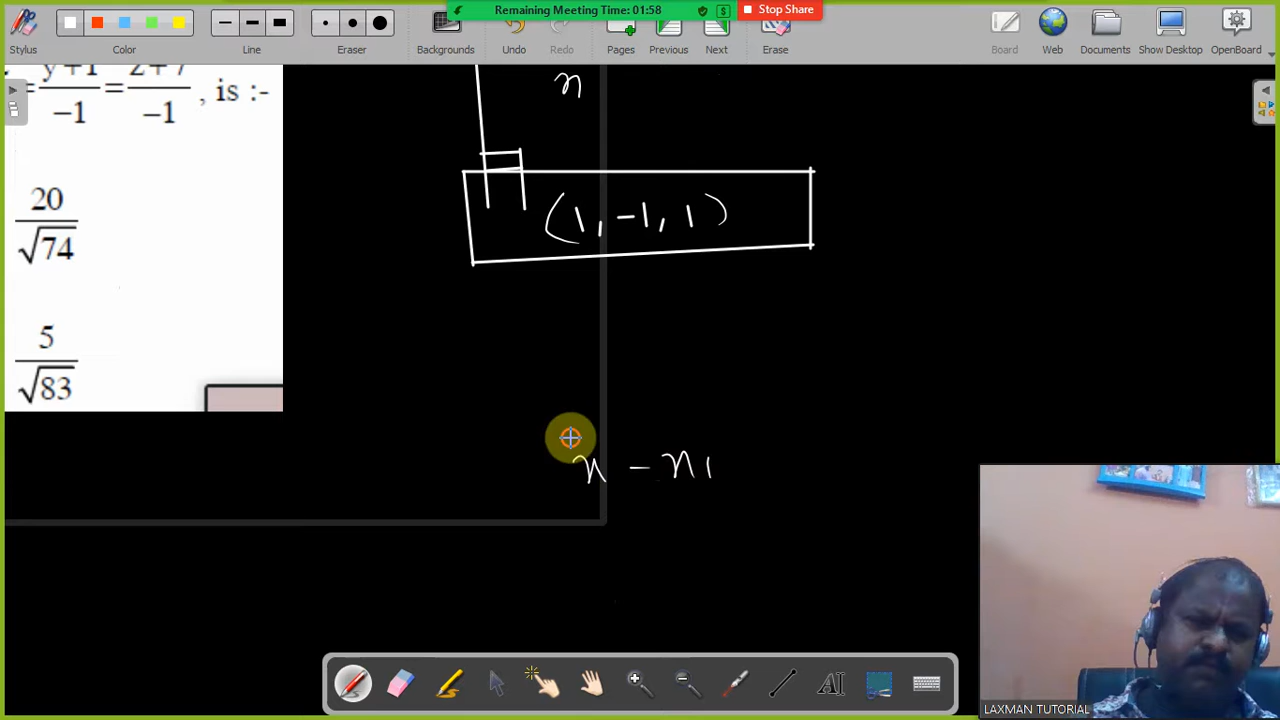 Remaining Meeting Time: 01:58
Stop Share
Stylus
Color
Line
Eraser
Backgrounds
Undo
Redo
Pages
Previous
Next
Erase
Board
Web
Documents
Show Desktop
OpenBoard
= y+1 / −1 = z+7 / −1 , is :-
20
√74
5
√83
n
(1, -1, 1)
x - x1
LAXMAN TUTORIAL